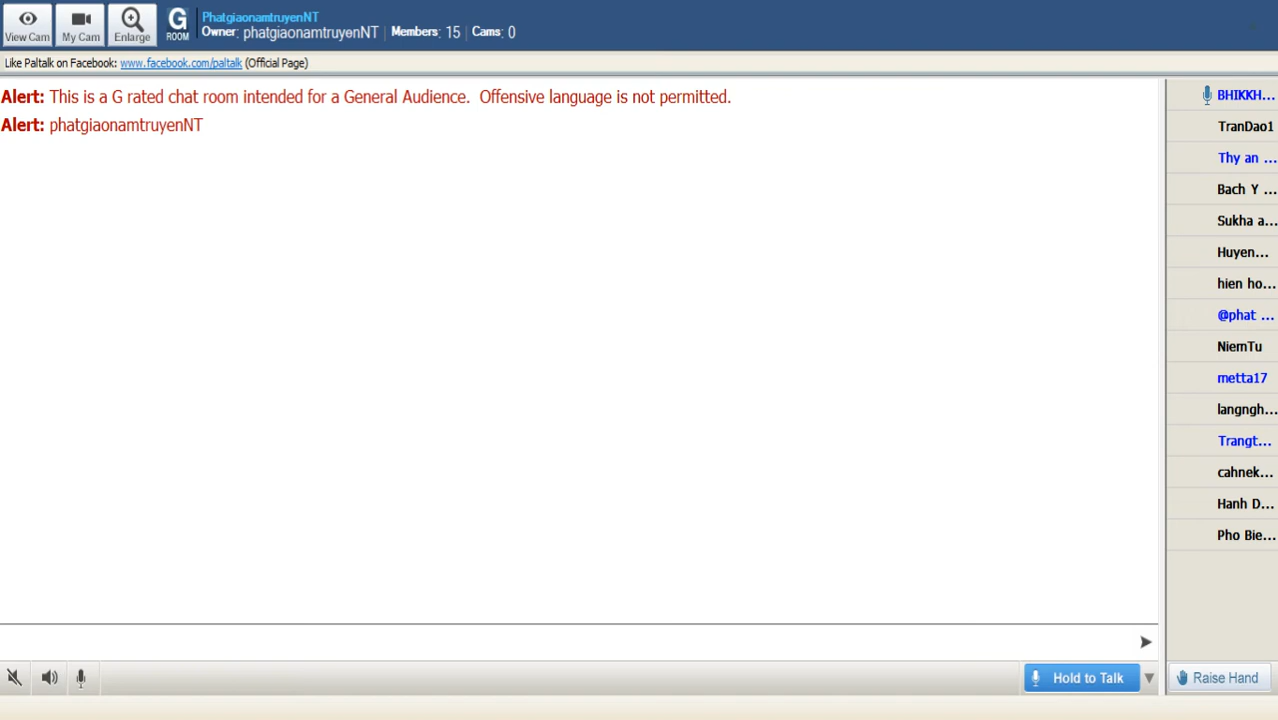 PhatgiaonamtruyenNT
G
ROOM
Owner: phatgiaonamtruyenNT
Members: 15
Cams: 0
View Cam
My Cam
Enlarge
Like Paltalk on Facebook: www.facebook.com/paltalk (Official Page)
Alert: This is a G rated chat room intended for a General Audience. Offensive language is not permitted.
Alert: phatgiaonamtruyenNT
BHIKKH...
TranDao1
Thy an ...
Bach Y ...
Sukha a...
Huyen...
hien ho...
@phat ...
NiemTu
metta17
langngh...
Trangt...
cahnek...
Hanh D...
Pho Bie...
Hold to Talk
Raise Hand